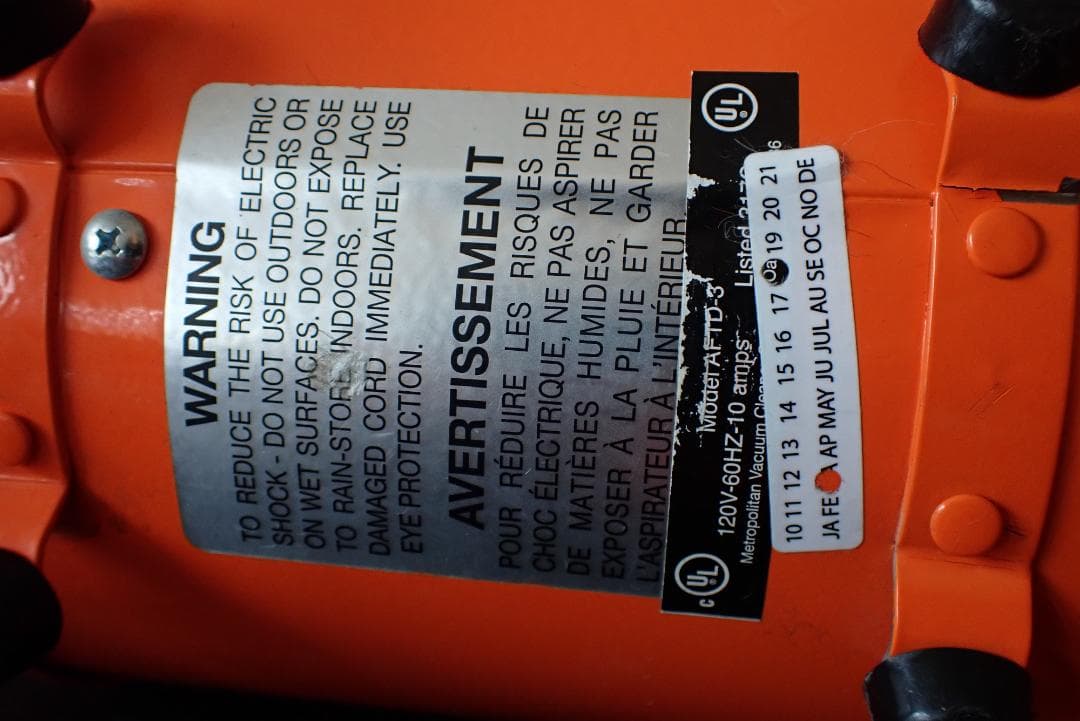 WARNING
TO REDUCE THE RISK OF ELECTRIC
SHOCK - DO NOT USE OUTDOORS OR
ON WET SURFACES. DO NOT EXPOSE
TO RAIN-STORE INDOORS. REPLACE
DAMAGED CORD IMMEDIATELY. USE
EYE PROTECTION.
AVERTISSEMENT
POUR RÉDUIRE LES RISQUES DE
CHOC ÉLECTRIQUE, NE PAS ASPIRER
DE MATIÈRES HUMIDES, NE PAS
EXPOSER À LA PLUIE ET GARDER
L'ASPIRATEUR À L'INTÉRIEUR.
C UL
UL
Model AFTD-3
120V-60HZ-10 amps Listed
Metropolitan Vacuum
10 11 12 13 14 15 16 17 19 20 21
JA FE AP MAY JU JUL AU SE OC NO DE